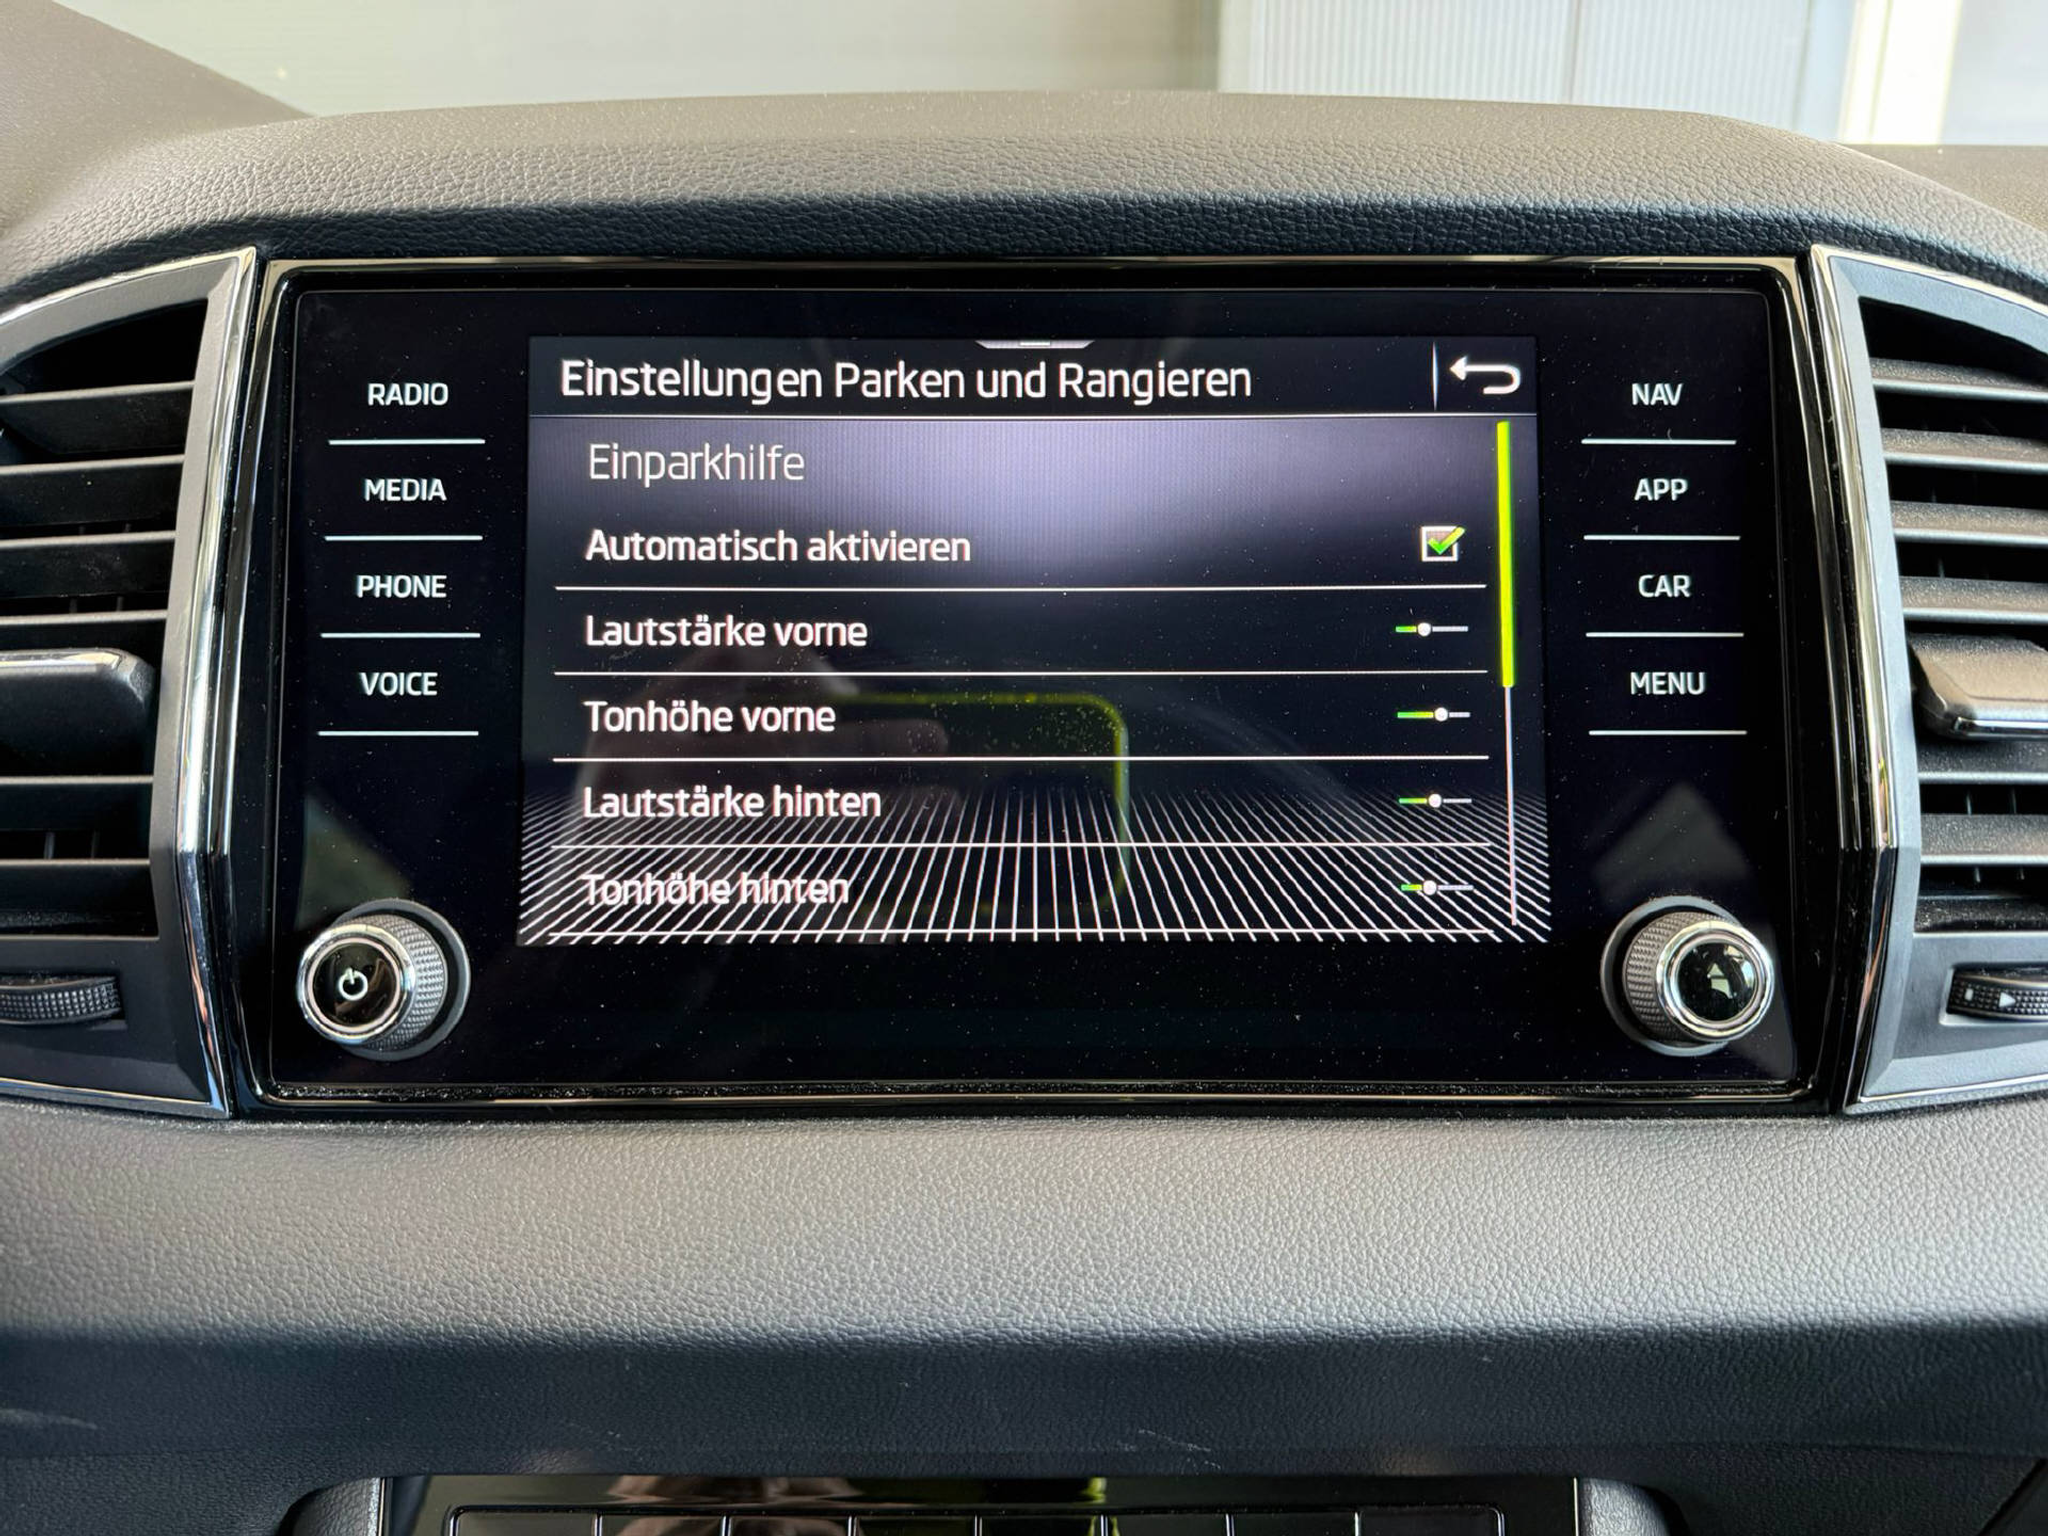 Einstellungen Parken und Rangieren
Einparkhilfe
Automatisch aktivieren
Lautstärke vorne
Tonhöhe vorne
Lautstärke hinten
Tonhöhe hinten
RADIO
MEDIA
PHONE
VOICE
NAV
APP
CAR
MENU